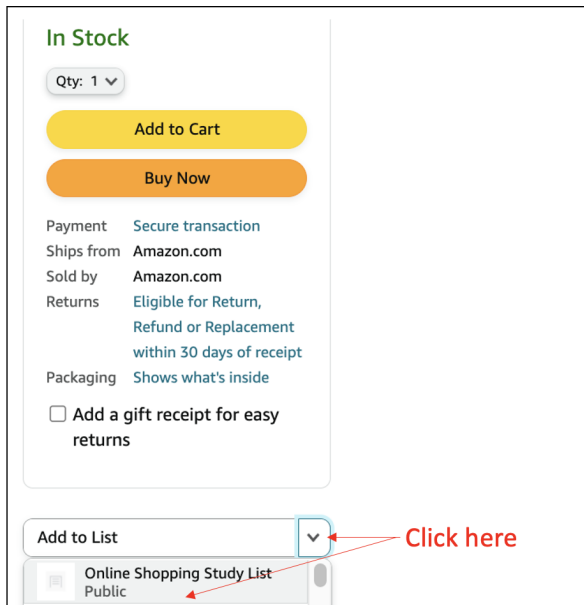 In Stock
Qty: 1
Add to Cart
Buy Now
Payment Secure transaction
Ships from Amazon.com
Sold by Amazon.com
Returns Eligible for Return,
Refund or Replacement
within 30 days of receipt
Packaging Shows what's inside
Add a gift receipt for easy
returns
Add to List
Click here
Online Shopping Study List
Public